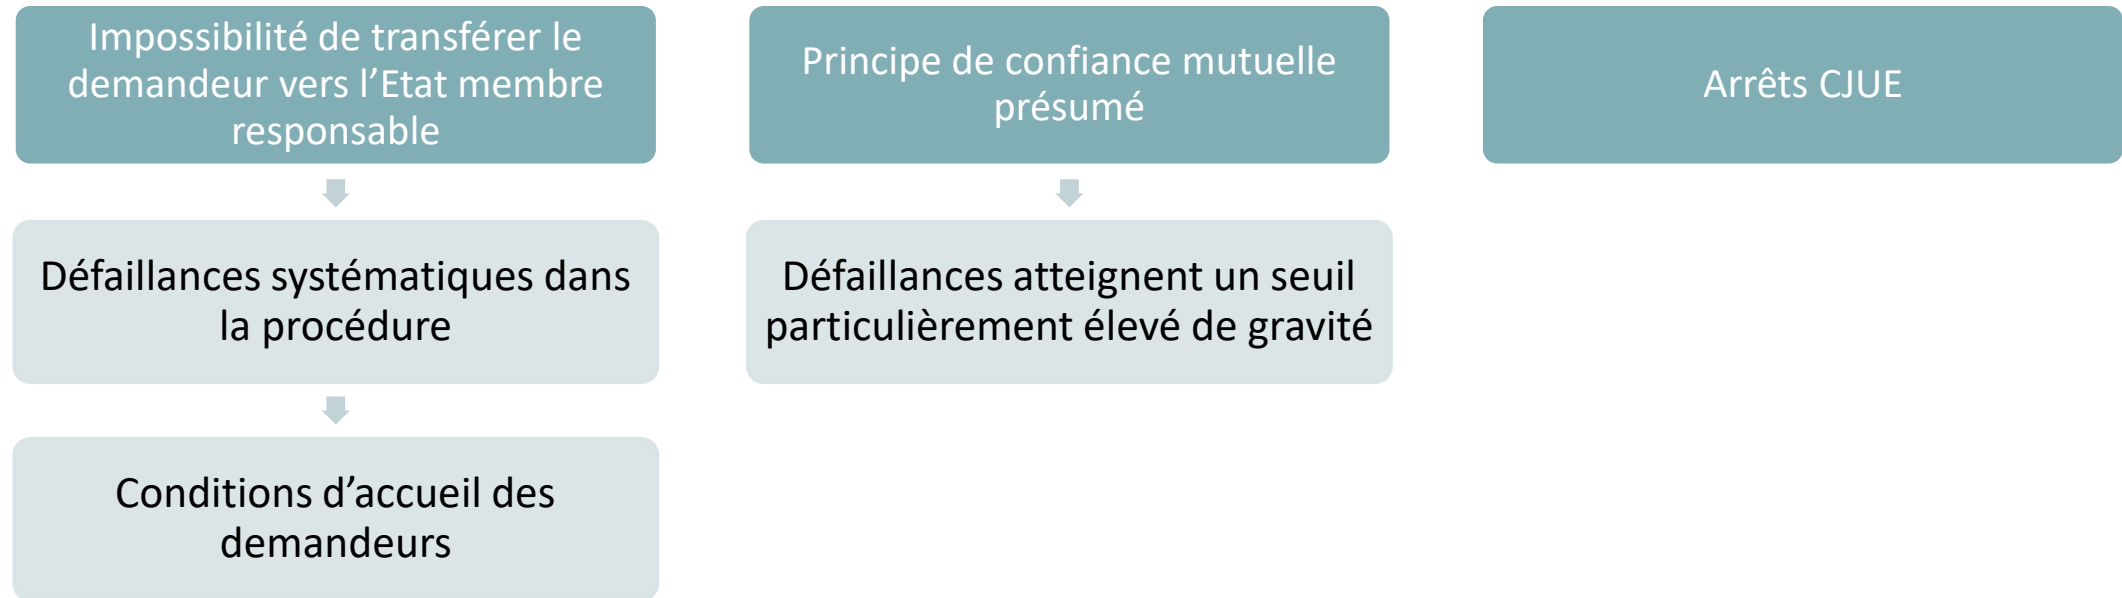 Impossibilité de transférer le
demandeur vers l’Etat membre
responsable
Défaillances systématiques dans
la procédure
Conditions d’accueil des
demandeurs
Principe de confiance mutuelle
présumé
Défaillances atteignent un seuil
particulièrement élevé de gravité
Arrêts CJUE